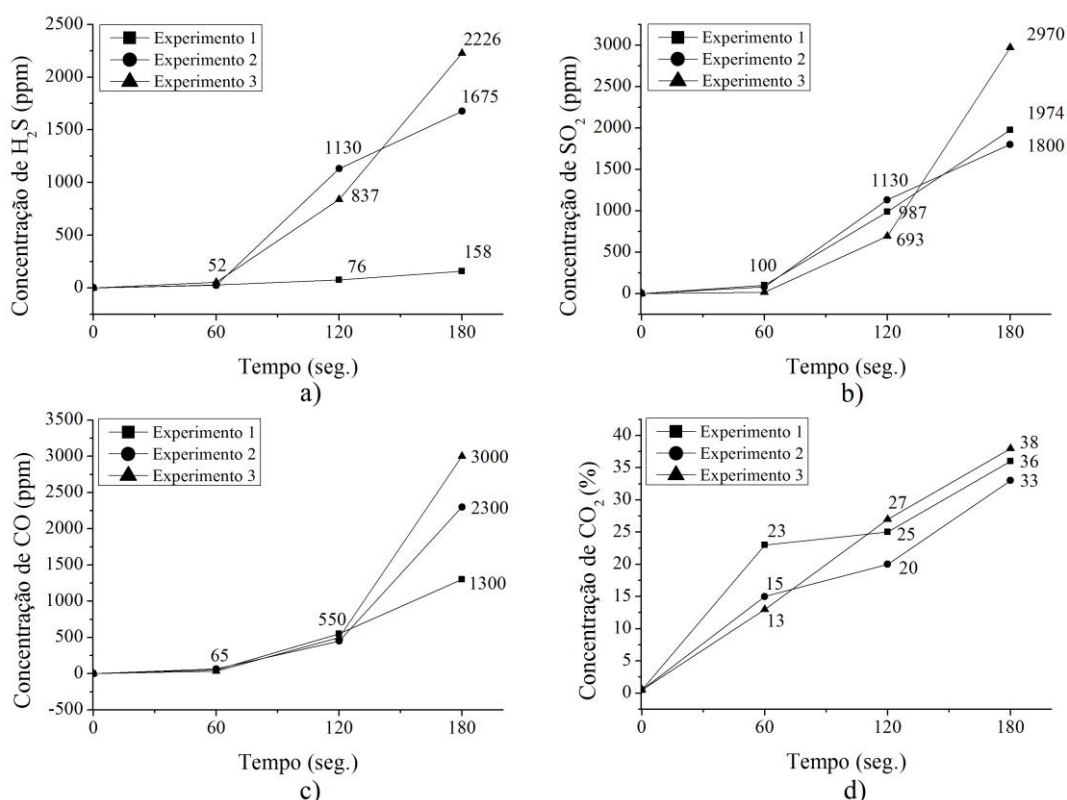 Concentração de H₂S (ppm)
2500
2000
1500
1000
500
0
Experimento 1
Experimento 2
Experimento 3
2226
1675
1130
837
52
76
158
0 60 120 180
Tempo (seg.)
a)
Concentração de SO₂ (ppm)
3000
2500
2000
1500
1000
500
0
Experimento 1
Experimento 2
Experimento 3
2970
1974
1800
1130
987
693
100
0 60 120 180
Tempo (seg.)
b)
Concentração de CO (ppm)
3500
3000
2500
2000
1500
1000
500
0
-500
Experimento 1
Experimento 2
Experimento 3
3000
2300
1300
550
65
0 60 120 180
Tempo (seg.)
c)
Concentração de CO₂ (%)
40
35
30
25
20
15
10
5
0
Experimento 1
Experimento 2
Experimento 3
38
36
33
27
25
20
23
15
13
0 60 120 180
Tempo (seg.)
d)